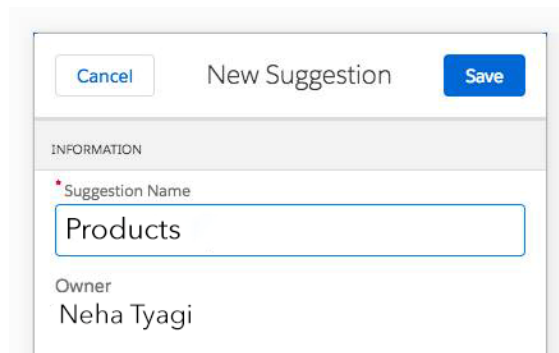 Cancel New Suggestion Save
INFORMATION
*Suggestion Name
Products
Owner
Neha Tyagi